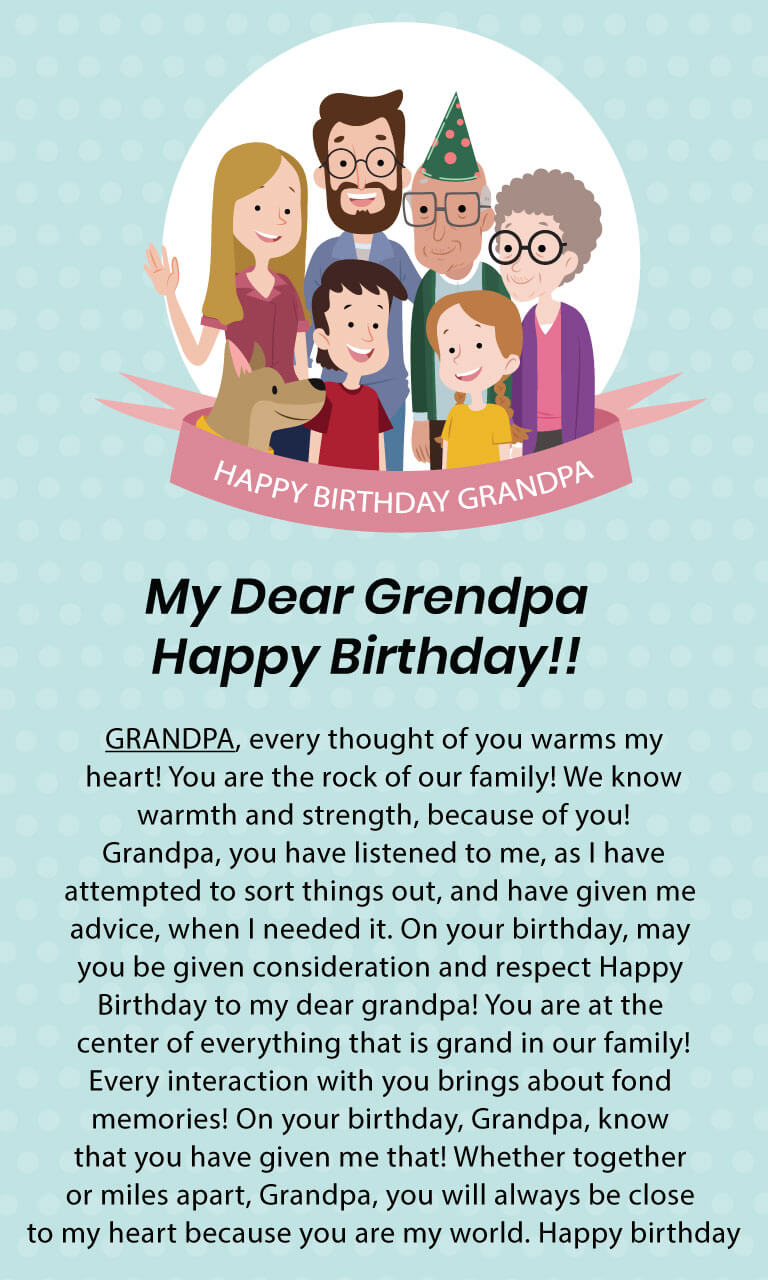 HAPPY BIRTHDAY GRANDPA
My Dear Grendpa
Happy Birthday!!
GRANDPA, every thought of you warms my
heart! You are the rock of our family! We know
warmth and strength, because of you!
Grandpa, you have listened to me, as I have
attempted to sort things out, and have given me
advice, when I needed it. On your birthday, may
you be given consideration and respect Happy
Birthday to my dear grandpa! You are at the
center of everything that is grand in our family!
Every interaction with you brings about fond
memories! On your birthday, Grandpa, know
that you have given me that! Whether together
or miles apart, Grandpa, you will always be close
to my heart because you are my world. Happy birthday